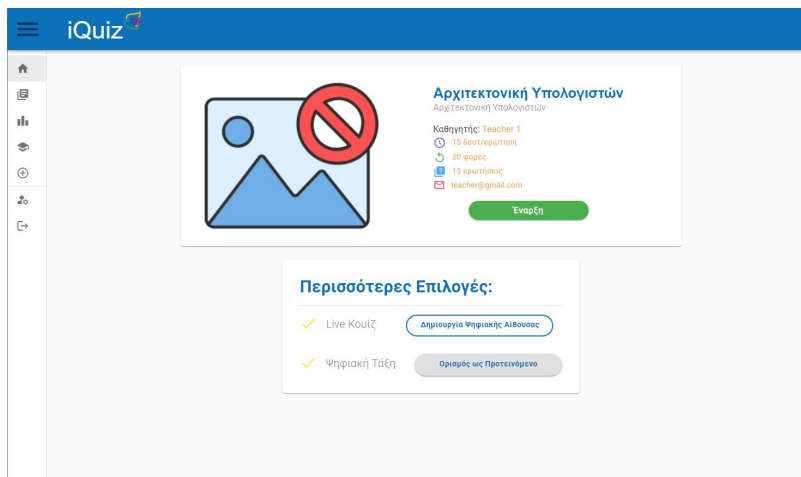 iQuiz
Αρχιτεκτονική Υπολογιστών
Αρχιτεκτονική Υπολογιστών
Καθηγητής: Teacher 1
15 δευτ/ερώτηση
20 φορές
15 ερωτήσεις
teacher@gmail.com
Έναρξη
Περισσότερες Επιλογές:
Live Κουίζ
Δημιουργία Ψηφιακής Αίθουσας
Ψηφιακή Τάξη
Ορισμός ως Προτεινόμενο